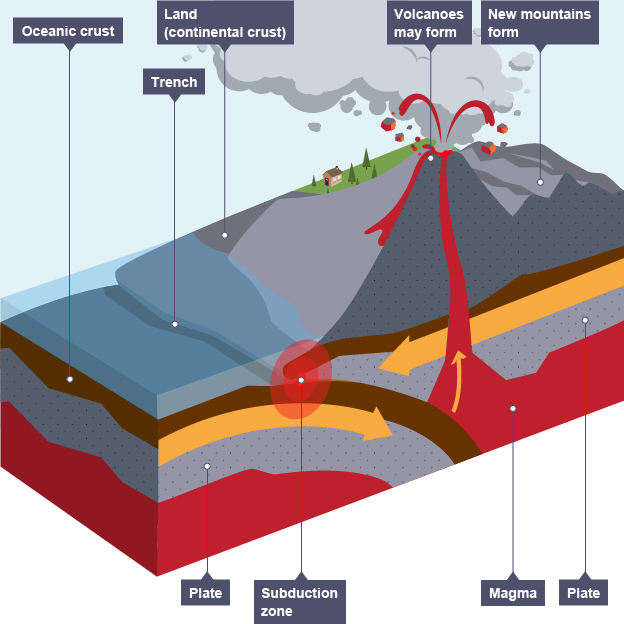 Oceanic crust
Land
(continental crust)
Volcanoes
may form
New mountains
form
Trench
Plate
Subduction
zone
Magma
Plate